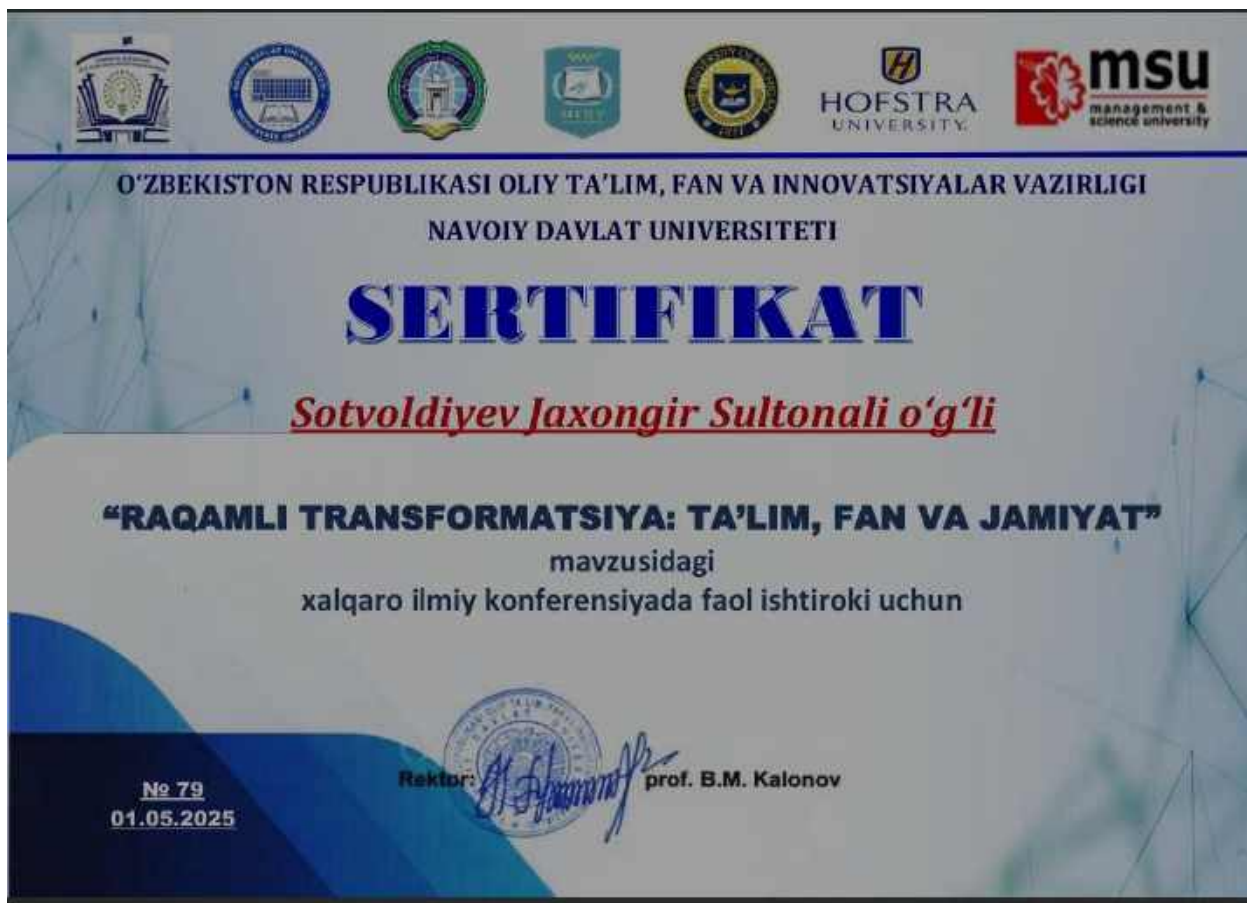 HOFSTRA
UNIVERSITY.
msu
management &
science university
O‘ZBEKISTON RESPUBLIKASI OLIY TA’LIM, FAN VA INNOVATSIYALAR VAZIRLIGI
NAVOIY DAVLAT UNIVERSITETI
SERTIFIKAT
Sotvoldiyev Jaxongir Sultonali o‘g‘li
“RAQAMLI TRANSFORMATSIYA: TA’LIM, FAN VA JAMIYAT”
mavzusidagi
xalqaro ilmiy konferensiyada faol ishtiroki uchun
Rektor: prof. B.M. Kalonov
№ 79
01.05.2025